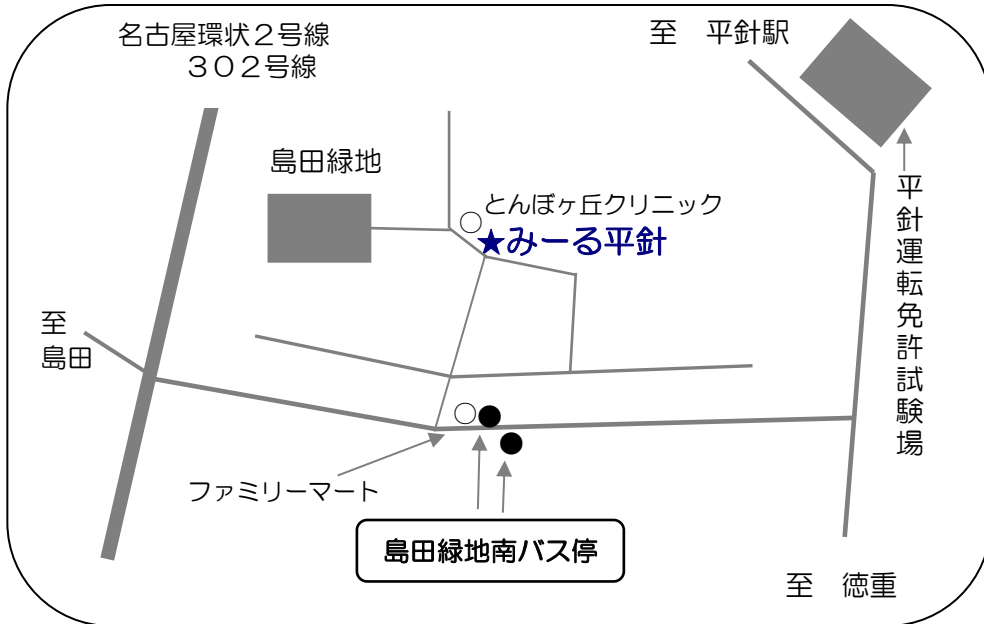 名古屋環状２号線
３０２号線
至　平針駅
島田緑地
とんぼヶ丘クリニック
★みーる平針
平針運転免許試験場
至
島田
ファミリーマート
島田緑地南バス停
至　徳重